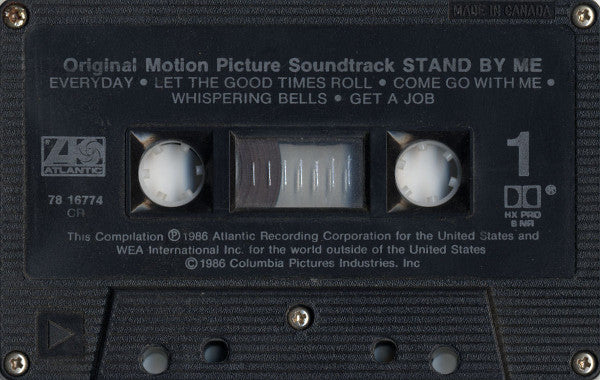 MADE IN CANADA
Original Motion Picture Soundtrack STAND BY ME
EVERYDAY • LET THE GOOD TIMES ROLL • COME GO WITH ME •
WHISPERING BELLS • GET A JOB
ATLANTIC
1
78 16774
CR
HX PRO
B NR
®
This Compilation Ⓟ 1986 Atlantic Recording Corporation for the United States and
WEA International Inc. for the world outside of the United States
© 1986 Columbia Pictures Industries, Inc